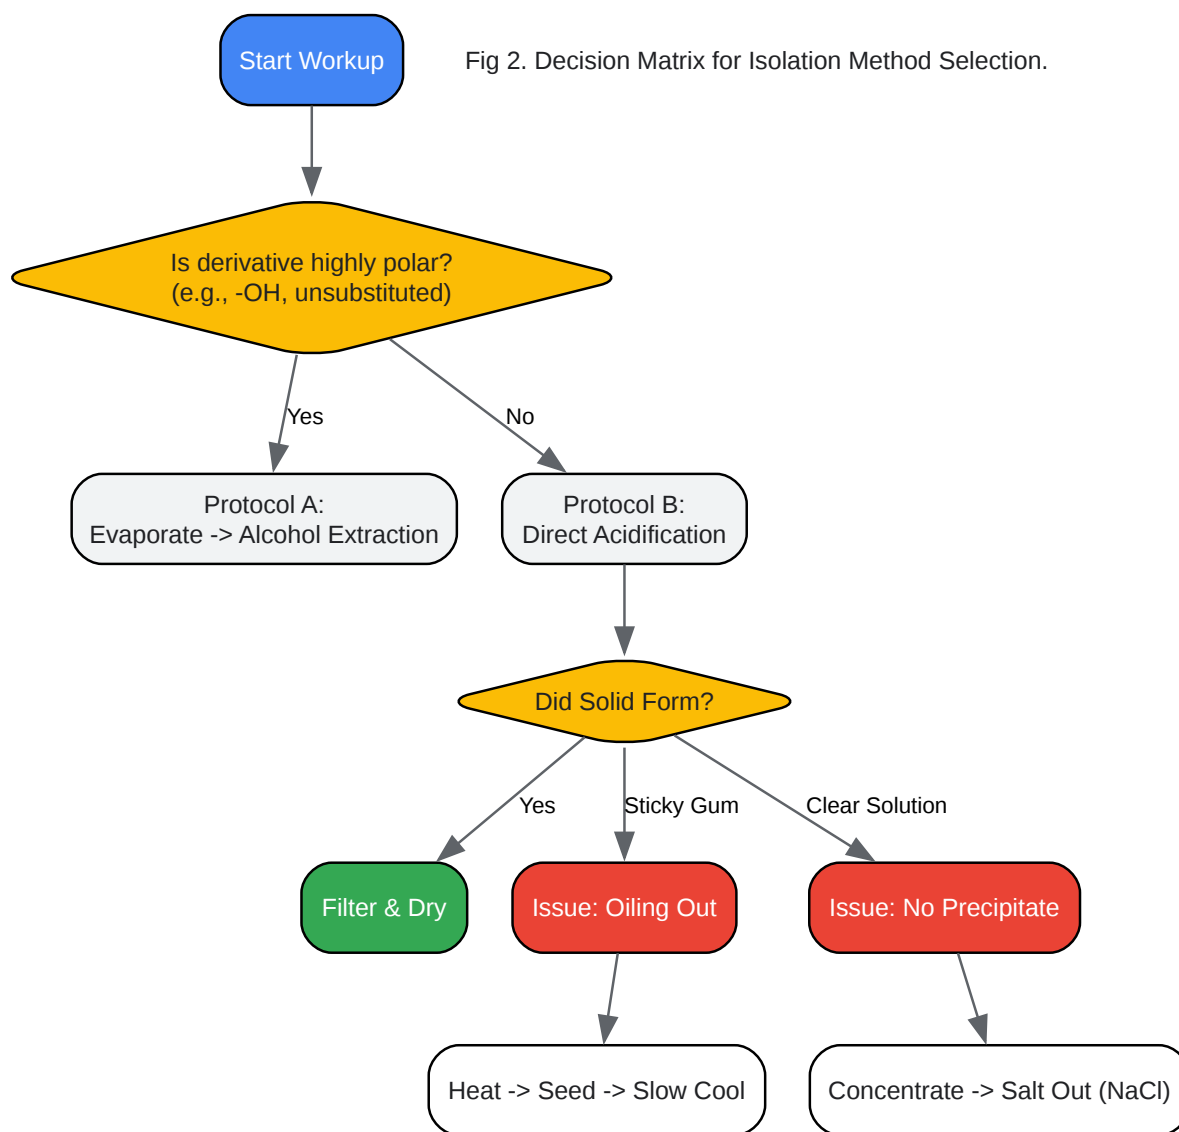 Start Workup
Fig 2. Decision Matrix for Isolation Method Selection.
Is derivative highly polar?
(e.g., -OH, unsubstituted)
Yes
No
Protocol A:
Evaporate -> Alcohol Extraction
Protocol B:
Direct Acidification
Did Solid Form?
Yes
Sticky Gum
Clear Solution
Filter & Dry
Issue: Oiling Out
Issue: No Precipitate
Heat -> Seed -> Slow Cool
Concentrate -> Salt Out (NaCl)